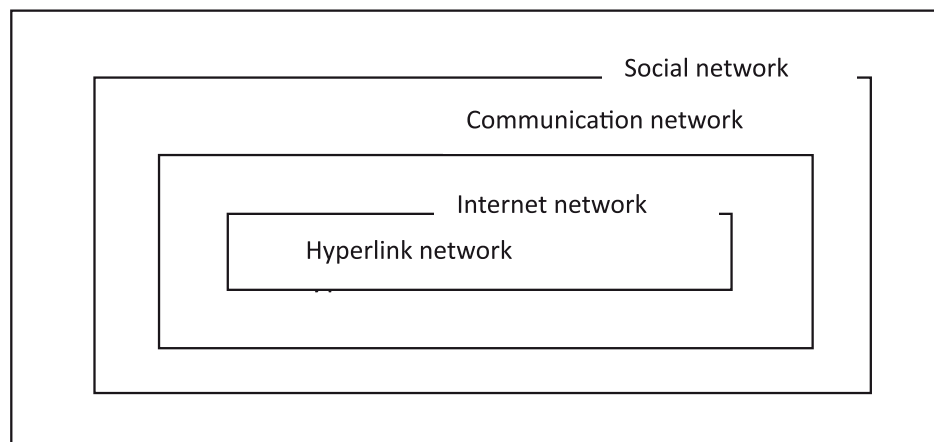 Social network
Communication network
Internet network
Hyperlink network